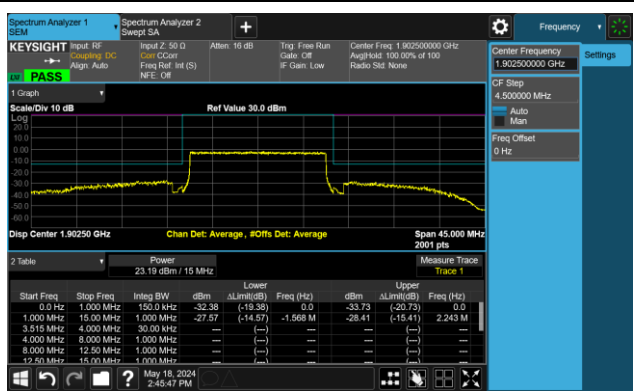 Spectrum Analyzer 1
SEM
Spectrum Analyzer 2
Swept SA
Frequency
KEYSIGHT
Input: RF
Coupling: DC
Align: Auto
Input Z: 50 Ω
Corr CCorr
Freq Ref: Int (S)
NFE: Off
Atten: 16 dB
Trig: Free Run
Gate: Off
IF Gain: Low
Center Freq: 1.902500000 GHz
Avg|Hold: 100.00% of 100
Radio Std: None
PASS
Center Frequency
1.902500000 GHz
Settings
CF Step
4.500000 MHz
Auto
Man
Freq Offset
0 Hz
1 Graph
Scale/Div 10 dB
Ref Value 30.0 dBm
Log
20.0
10.0
0.00
-10.0
-20.0
-30.0
-40.0
-50.0
-60.0
Disp Center 1.90250 GHz
Chan Det: Average, #Offs Det: Average
Span 45.000 MHz
2001 pts
2 Table
Power
23.19 dBm / 15 MHz
Measure Trace
Trace 1
Lower Upper
Start Freq Stop Freq Integ BW dBm ΔLimit(dB) Freq (Hz) dBm ΔLimit(dB) Freq (Hz)
0.0 Hz 1.000 MHz 150.0 kHz -32.38 (-19.38) 0.0 -33.73 (-20.73) 0.0
1.000 MHz 15.00 MHz 1.000 MHz -27.57 (-14.57) -1.568 M -28.41 (-15.41) 2.243 M
3.515 MHz 4.000 MHz 30.00 kHz --- (---) --- --- (---) ---
4.000 MHz 8.000 MHz 1.000 MHz --- (---) --- --- (---) ---
8.000 MHz 12.50 MHz 1.000 MHz --- (---) --- --- (---) ---
12.50 MHz 15.00 MHz 1.000 MHz --- (---) --- --- (---) ---
May 18, 2024
2:45:47 PM